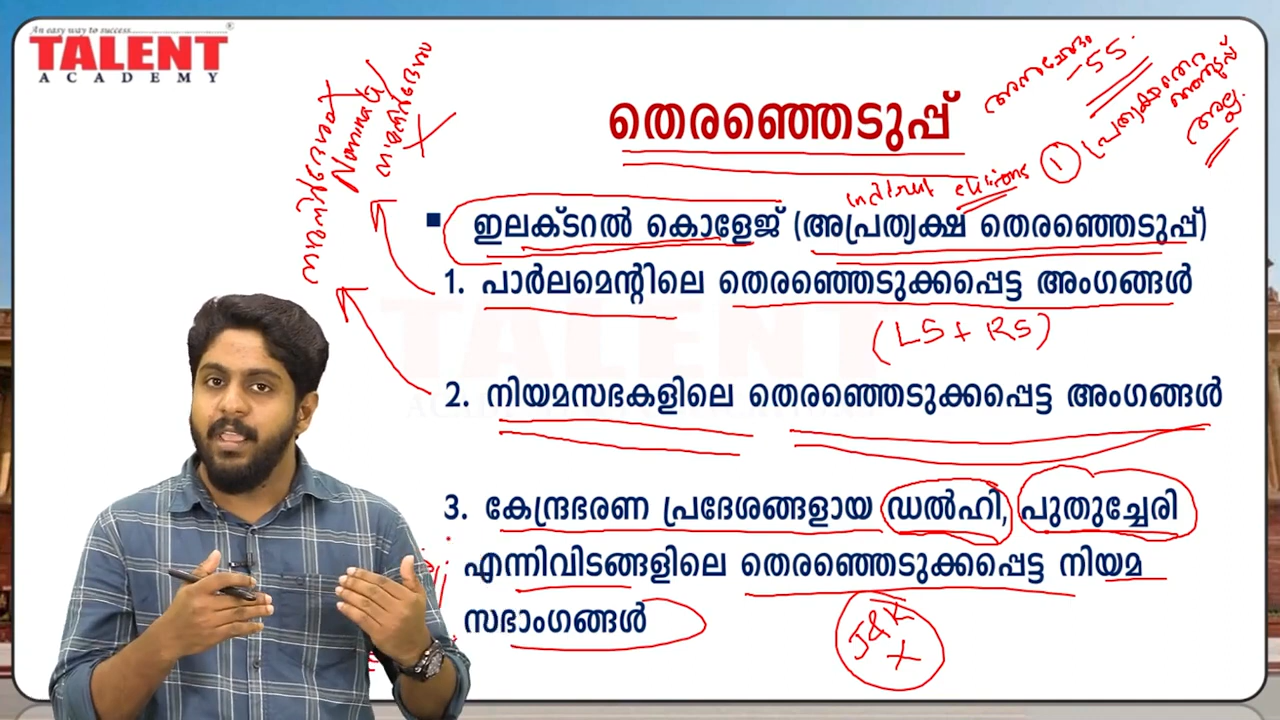 An easy way to success......
TALENT
ACADEMY
തെരഞ്ഞെടുപ്പ്
-55.
indirect elections 1
ഇലക്ടറൽ കൊളേജ് (അപ്രത്യക്ഷ തെരഞ്ഞെടുപ്പ്)
1. പാർലമെന്റിലെ തെരഞ്ഞെടുക്കപ്പെട്ട അംഗങ്ങൾ
(LS + RS)
2. നിയമസഭകളിലെ തെരഞ്ഞെടുക്കപ്പെട്ട അംഗങ്ങൾ
3. കേന്ദ്രഭരണ പ്രദേശങ്ങളായ ഡൽഹി, പുതുച്ചേരി
എന്നിവിടങ്ങളിലെ തെരഞ്ഞെടുക്കപ്പെട്ട നിയമ
സഭാംഗങ്ങൾ
J&K
X